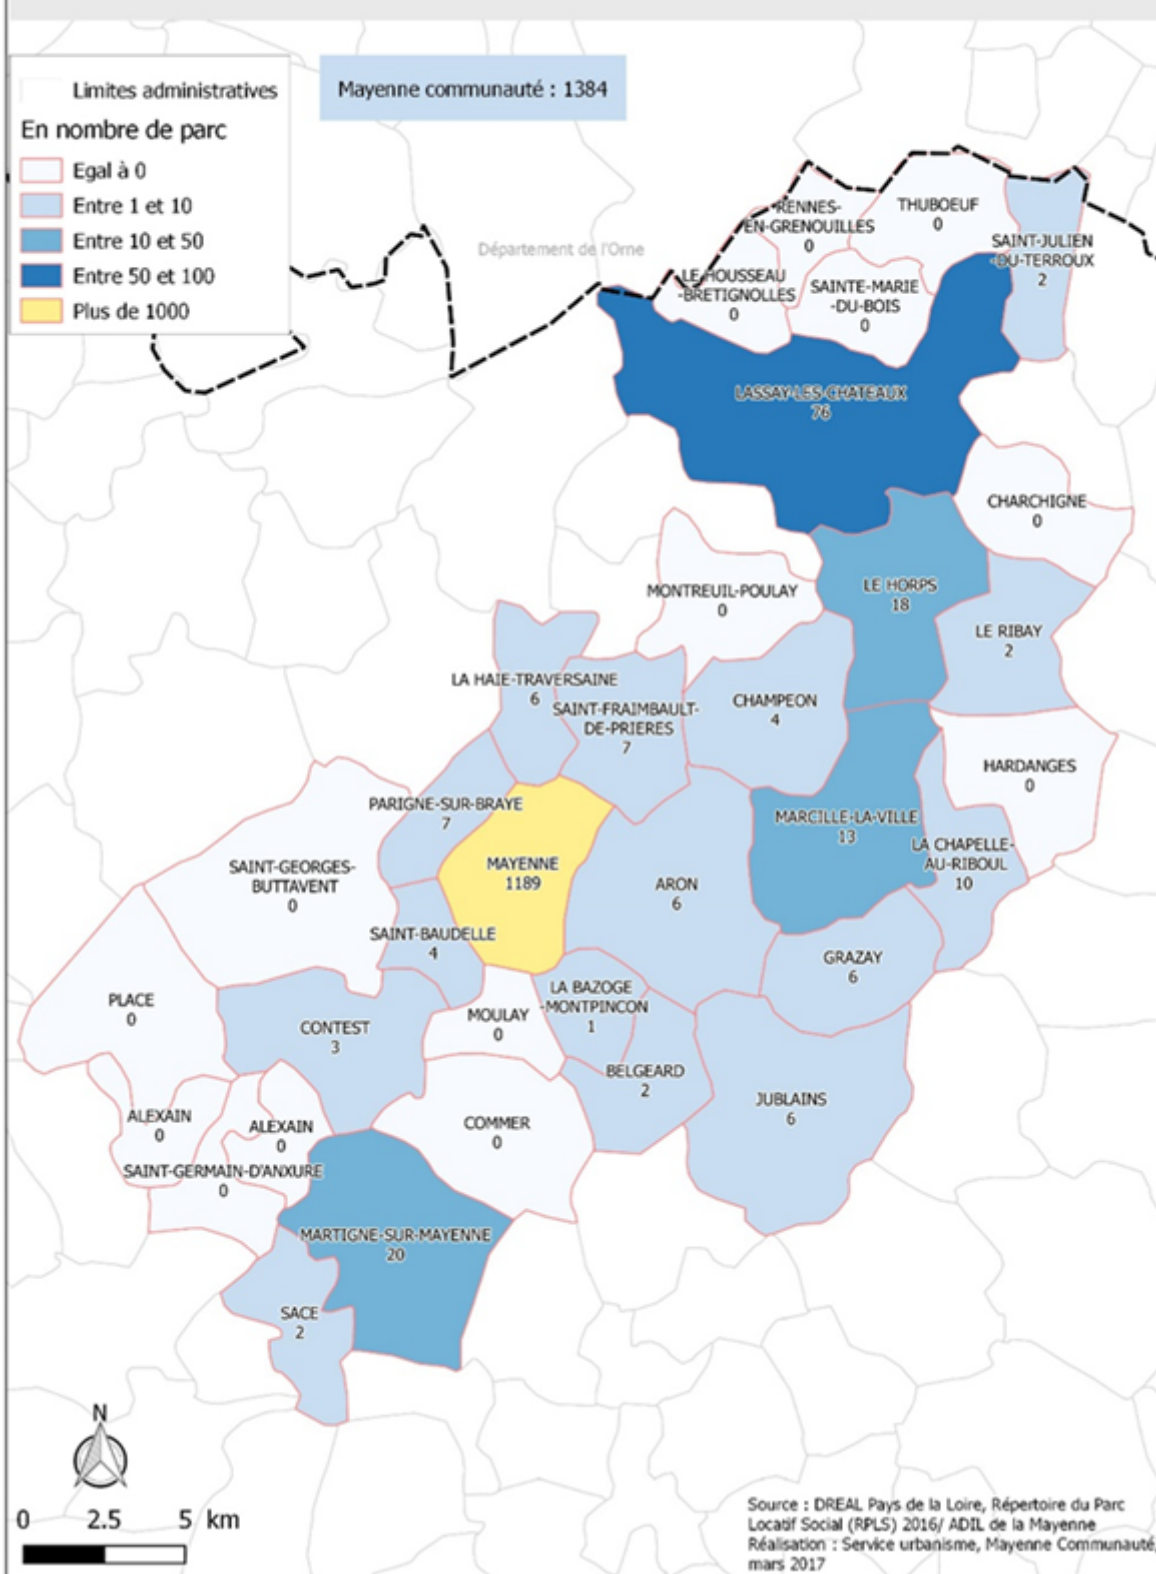 Limites administratives
En nombre de parc
Egal à 0
Entre 1 et 10
Entre 10 et 50
Entre 50 et 100
Plus de 1000
Mayenne communauté : 1384
Département de l'Orne
RENNES-
EN-GRENOUILLES
0
THUBOEUF
0
SAINT-JULIEN
-DU-TERROUX
2
LE HOUSSEAU
-BRETIGNOLLES
0
SAINTE-MARIE
-DU-BOIS
0
LASSAY-LES-CHATEAUX
76
CHARCHIGNE
0
MONTREUIL-POULAY
0
LE HORPS
18
LE RIBAY
2
LA HAIE-TRAVERSAINE
6
SAINT-FRAIMBAULT-
DE-PRIERES
7
CHAMPEON
4
HARDANGES
0
PARIGNE-SUR-BRAYE
7
MARCILLE-LA-VILLE
13
LA CHAPELLE-
AU-RIBOUL
10
SAINT-GEORGES-
BUTTAVENT
0
MAYENNE
1189
ARON
6
SAINT-BAUDELLE
4
GRAZAY
6
PLACE
0
CONTEST
3
MOULAY
0
LA BAZOGE
-MONTPINCON
1
BELGEARD
2
JUBLAINS
6
ALEXAIN
0
ALEXAIN
0
COMMER
0
SAINT-GERMAIN-D'ANXURE
0
MARTIGNE-SUR-MAYENNE
20
SACE
2
N
0 2.5 5 km
Source : DREAL Pays de la Loire, Répertoire du Parc
Locatif Social (RPLS) 2016/ ADIL de la Mayenne
Réalisation : Service urbanisme, Mayenne Communauté,
mars 2017